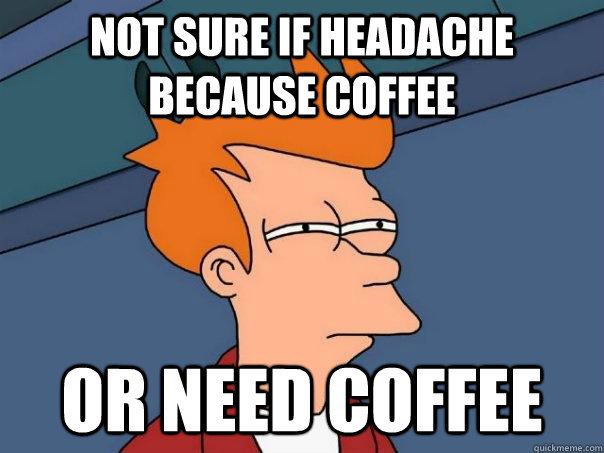 NOT SURE IF HEADACHE
BECAUSE COFFEE
OR NEED COFFEE
quickmeme.com